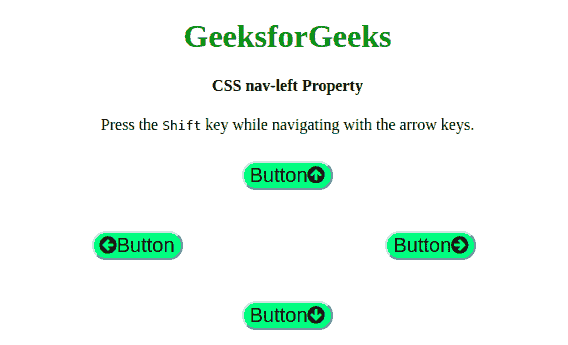 GeeksforGeeks
CSS nav-left Property
Press the Shift key while navigating with the arrow keys.
Button
Button
Button
Button